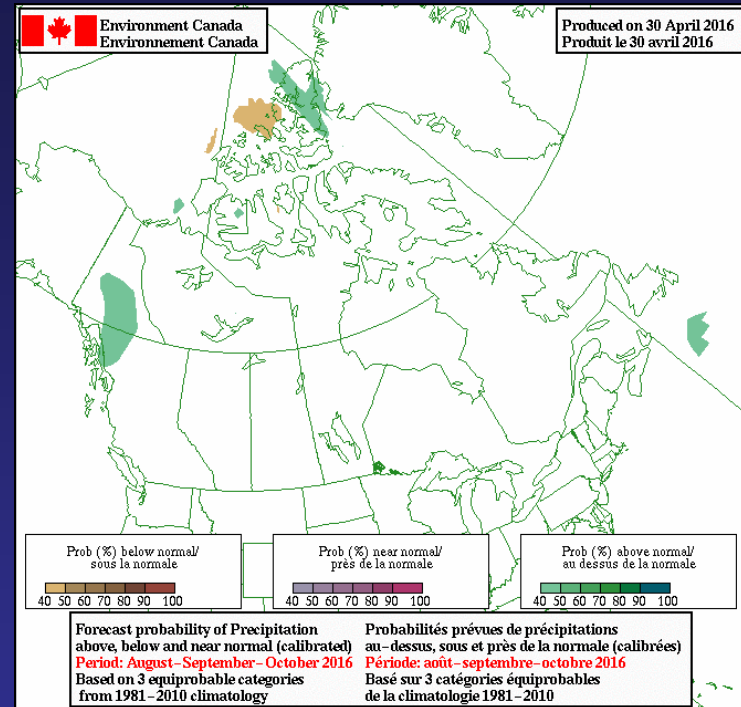 Environment Canada
Environnement Canada
Produced on 30 April 2016
Produit le 30 avril 2016
Prob (%) below normal/
sous la normale
40 50 60 70 80 90 100
Prob (%) near normal/
près de la normale
40 50 60 70 80 90 100
Prob (%) above normal/
au dessus de la normale
40 50 60 70 80 90 100
Forecast probability of Precipitation
above, below and near normal (calibrated)
Period: August-September-October 2016
Based on 3 equiprobable categories
from 1981-2010 climatology
Probabilités prévues de précipitations
au-dessus, sous et près de la normale (calibrées)
Période: août-septembre-octobre 2016
Basé sur 3 catégories équiprobables
de la climatologie 1981-2010